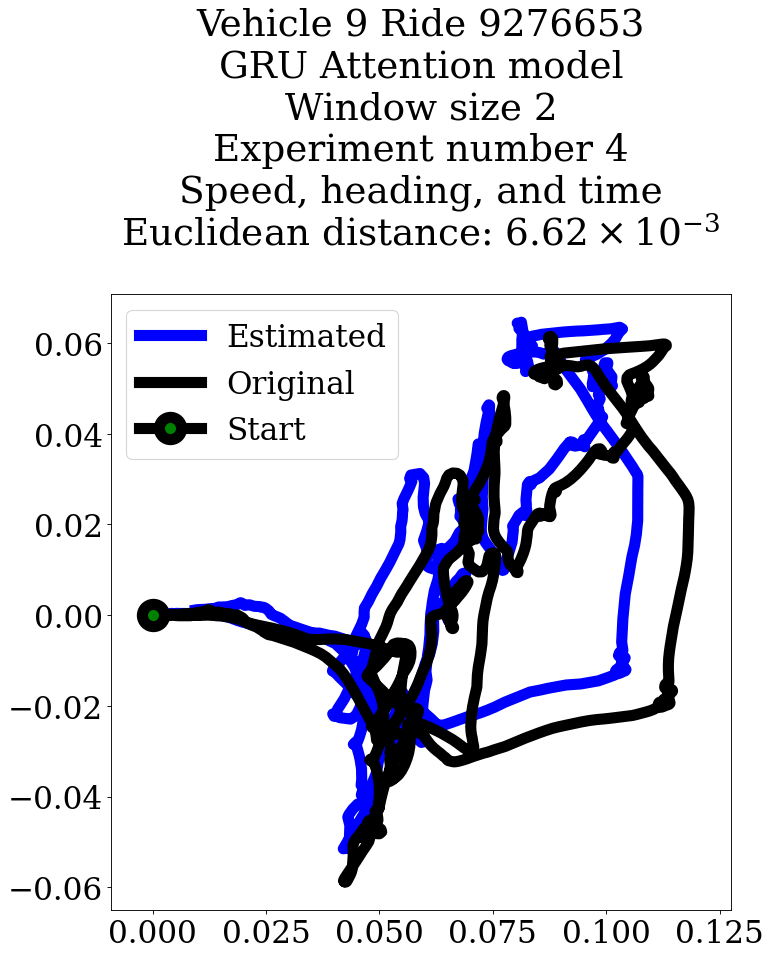 Vehicle 9 Ride 9276653
GRU Attention model
Window size 2
Experiment number 4
Speed, heading, and time
Euclidean distance: 6.62 × 10⁻³
Estimated
Original
Start
0.06
0.04
0.02
0.00
−0.02
−0.04
−0.06
0.000 0.025 0.050 0.075 0.100 0.125